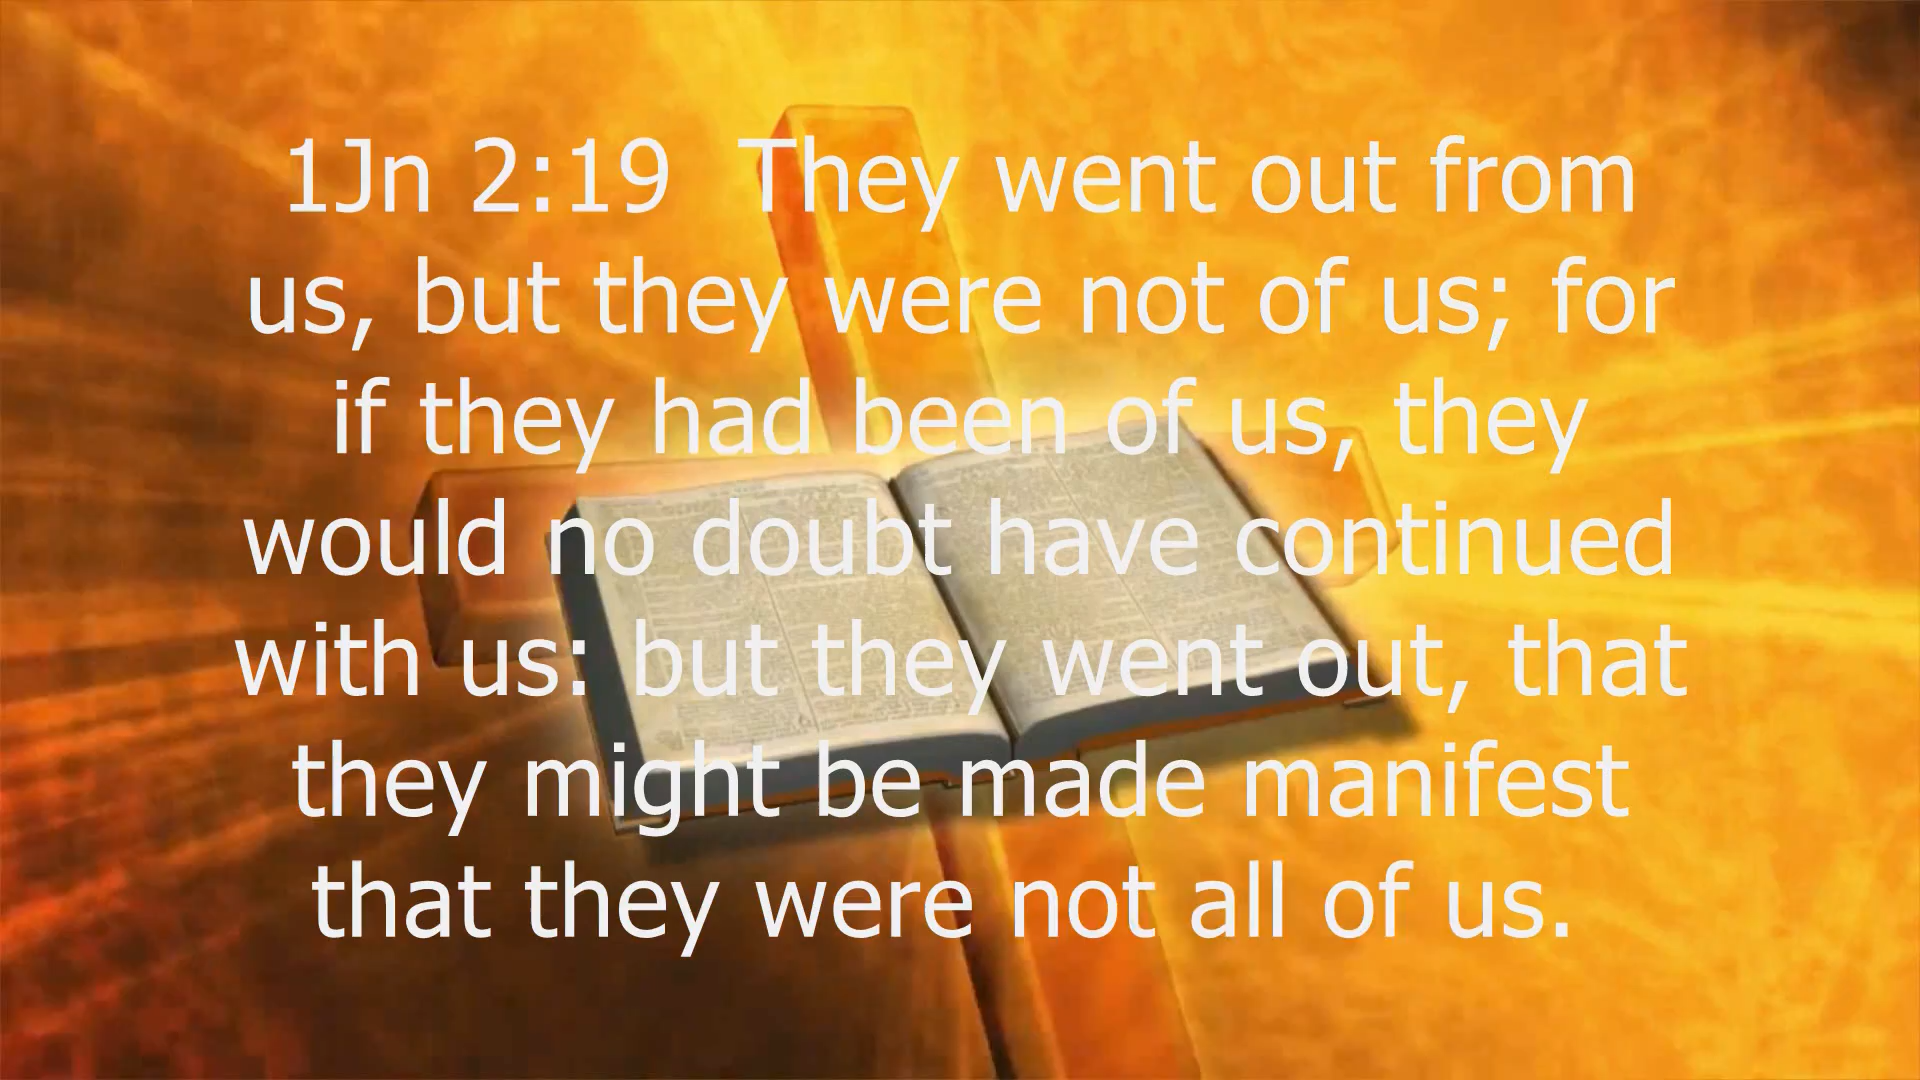 1Jn 2:19  They went out from
us, but they were not of us; for
if they had been of us, they
would no doubt have continued
with us: but they went out, that
they might be made manifest
that they were not all of us.